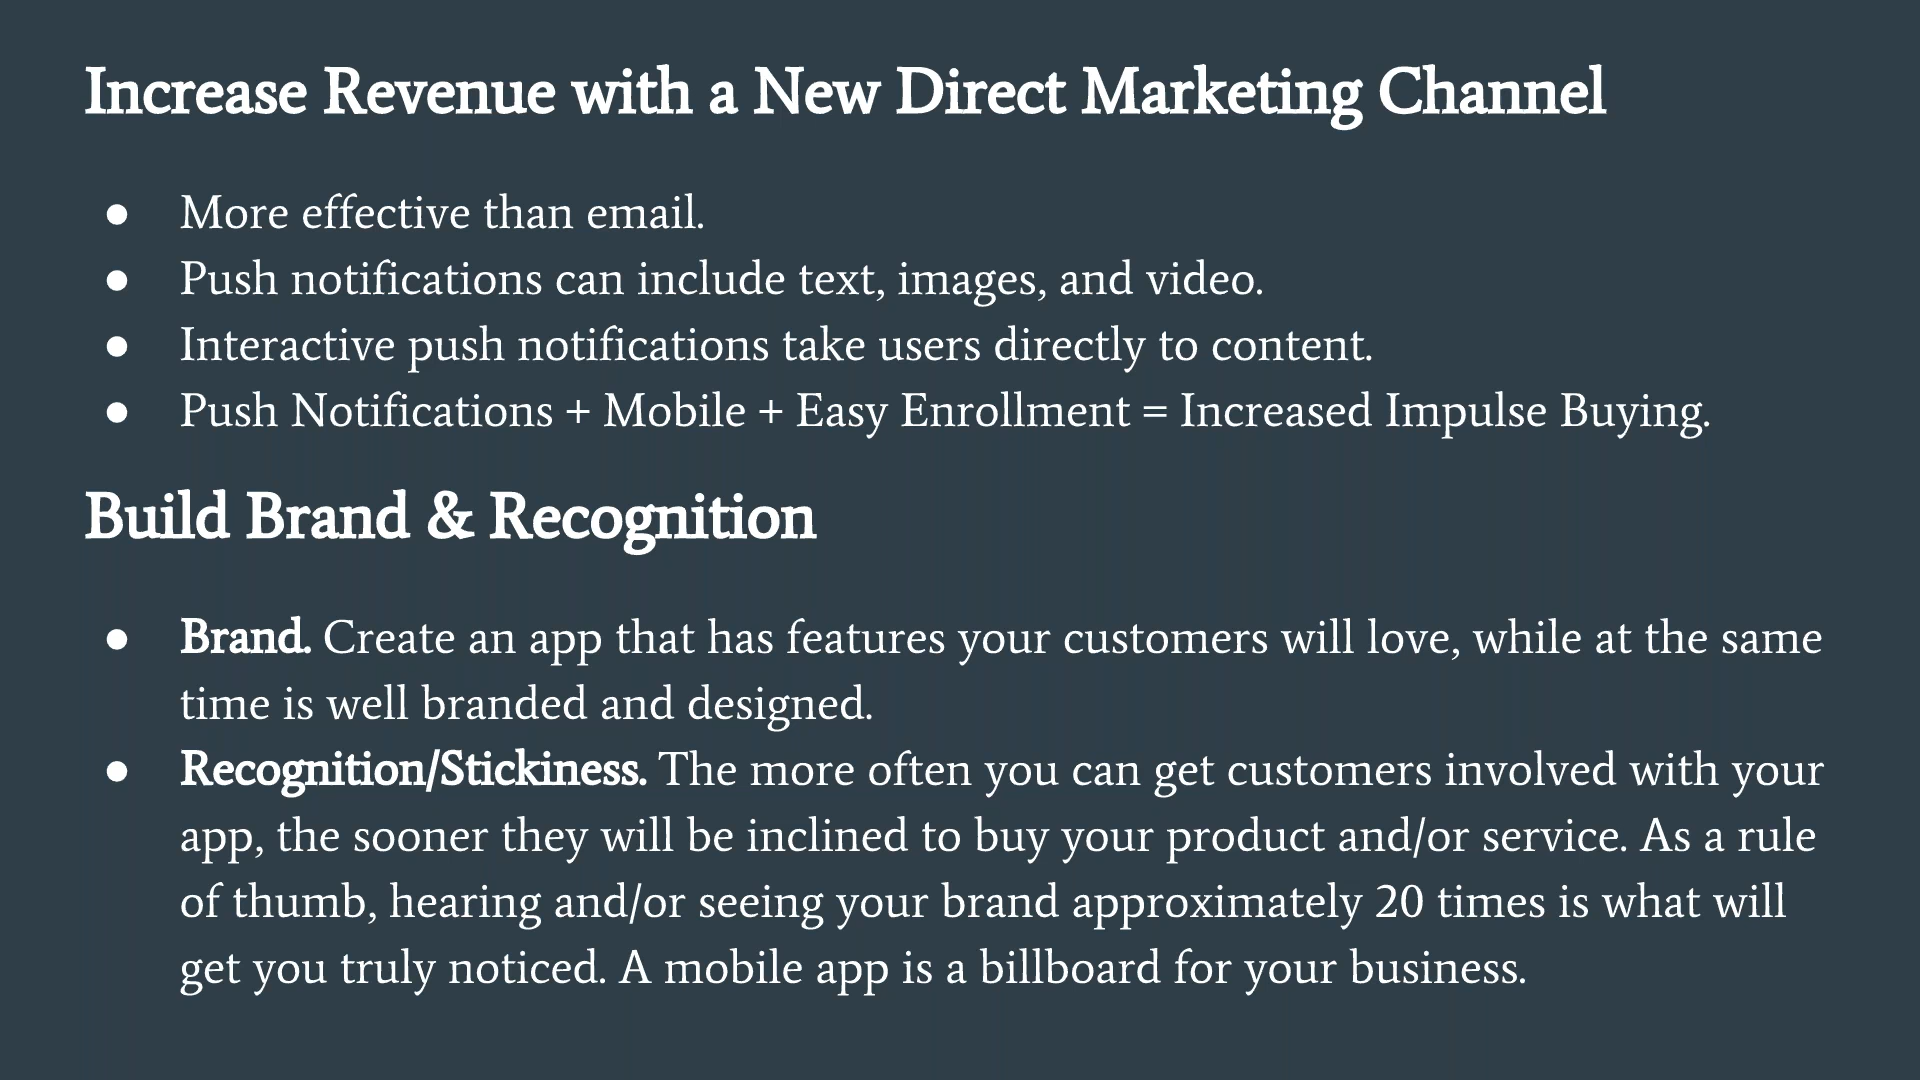 Increase Revenue with a New Direct Marketing Channel
● More effective than email.
● Push notifications can include text, images, and video.
● Interactive push notifications take users directly to content.
● Push Notifications + Mobile + Easy Enrollment = Increased Impulse Buying.
Build Brand & Recognition
● Brand. Create an app that has features your customers will love, while at the same
time is well branded and designed.
● Recognition/Stickiness. The more often you can get customers involved with your
app, the sooner they will be inclined to buy your product and/or service. As a rule
of thumb, hearing and/or seeing your brand approximately 20 times is what will
get you truly noticed. A mobile app is a billboard for your business.